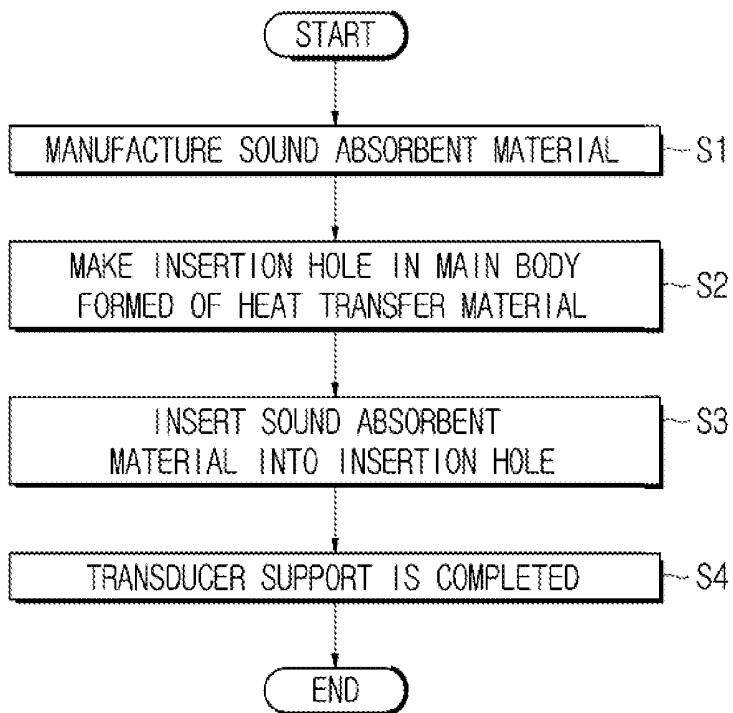 START
MANUFACTURE SOUND ABSORBENT MATERIAL
S1
MAKE INSERTION HOLE IN MAIN BODY
FORMED OF HEAT TRANSFER MATERIAL
S2
INSERT SOUND ABSORBENT
MATERIAL INTO INSERTION HOLE
S3
TRANSDUCER SUPPORT IS COMPLETED
S4
END